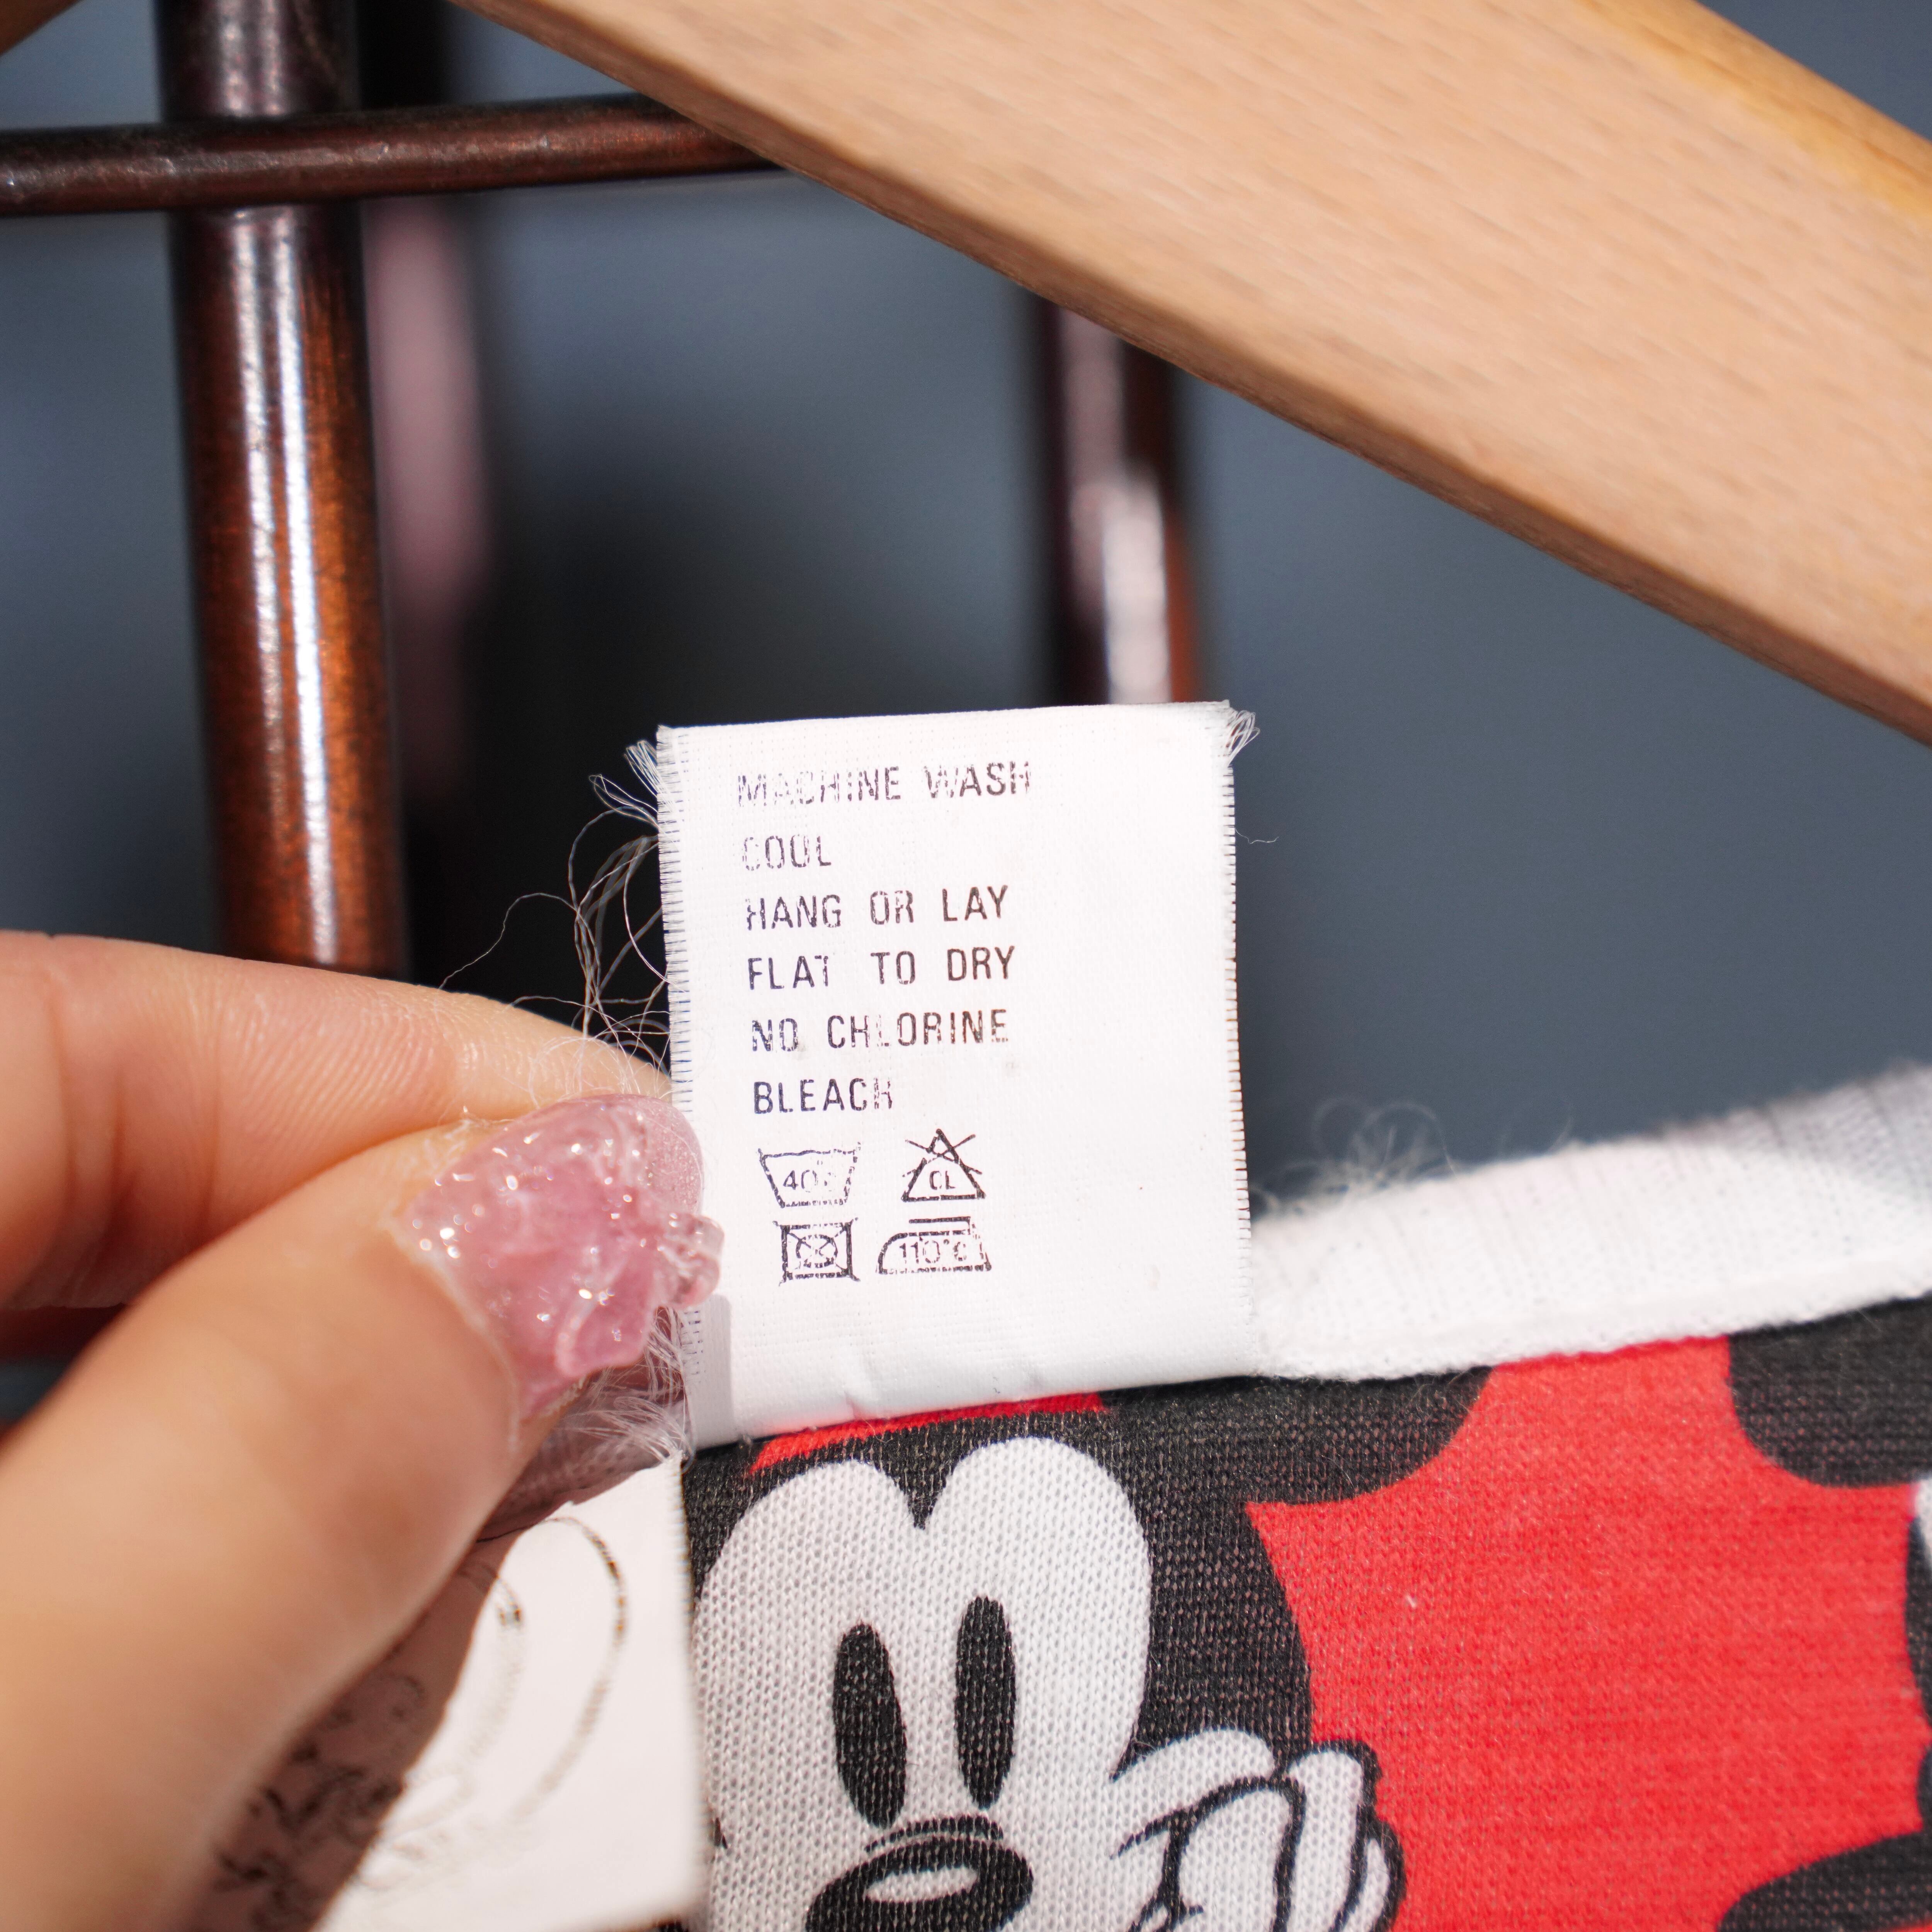 MACHINE WASH
COOL
HANG OR LAY
FLAT TO DRY
NO CHLORINE
BLEACH
40° CL
110°C